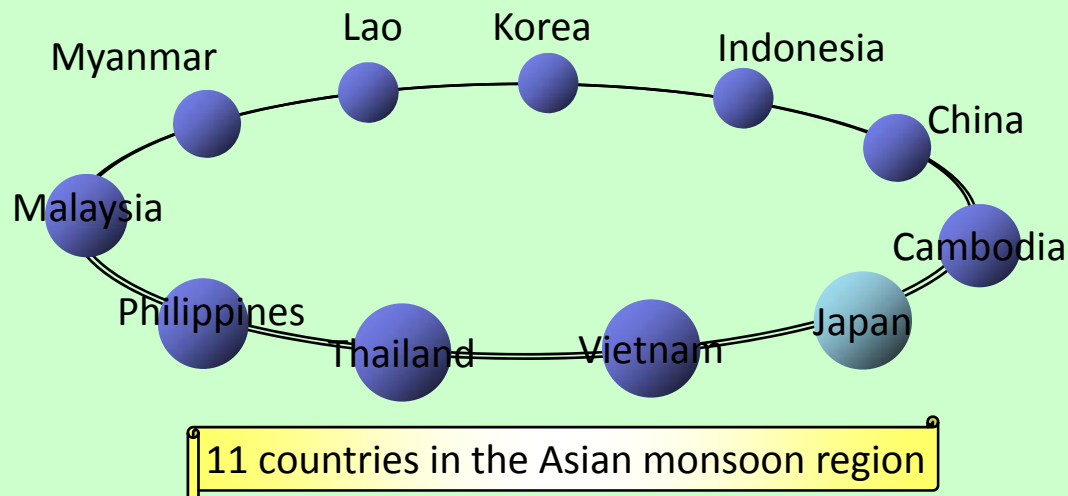 Lao
Korea
Indonesia
Myanmar
China
Malaysia
Cambodia
Philippines
Japan
Thailand
Vietnam
11 countries in the Asian monsoon region